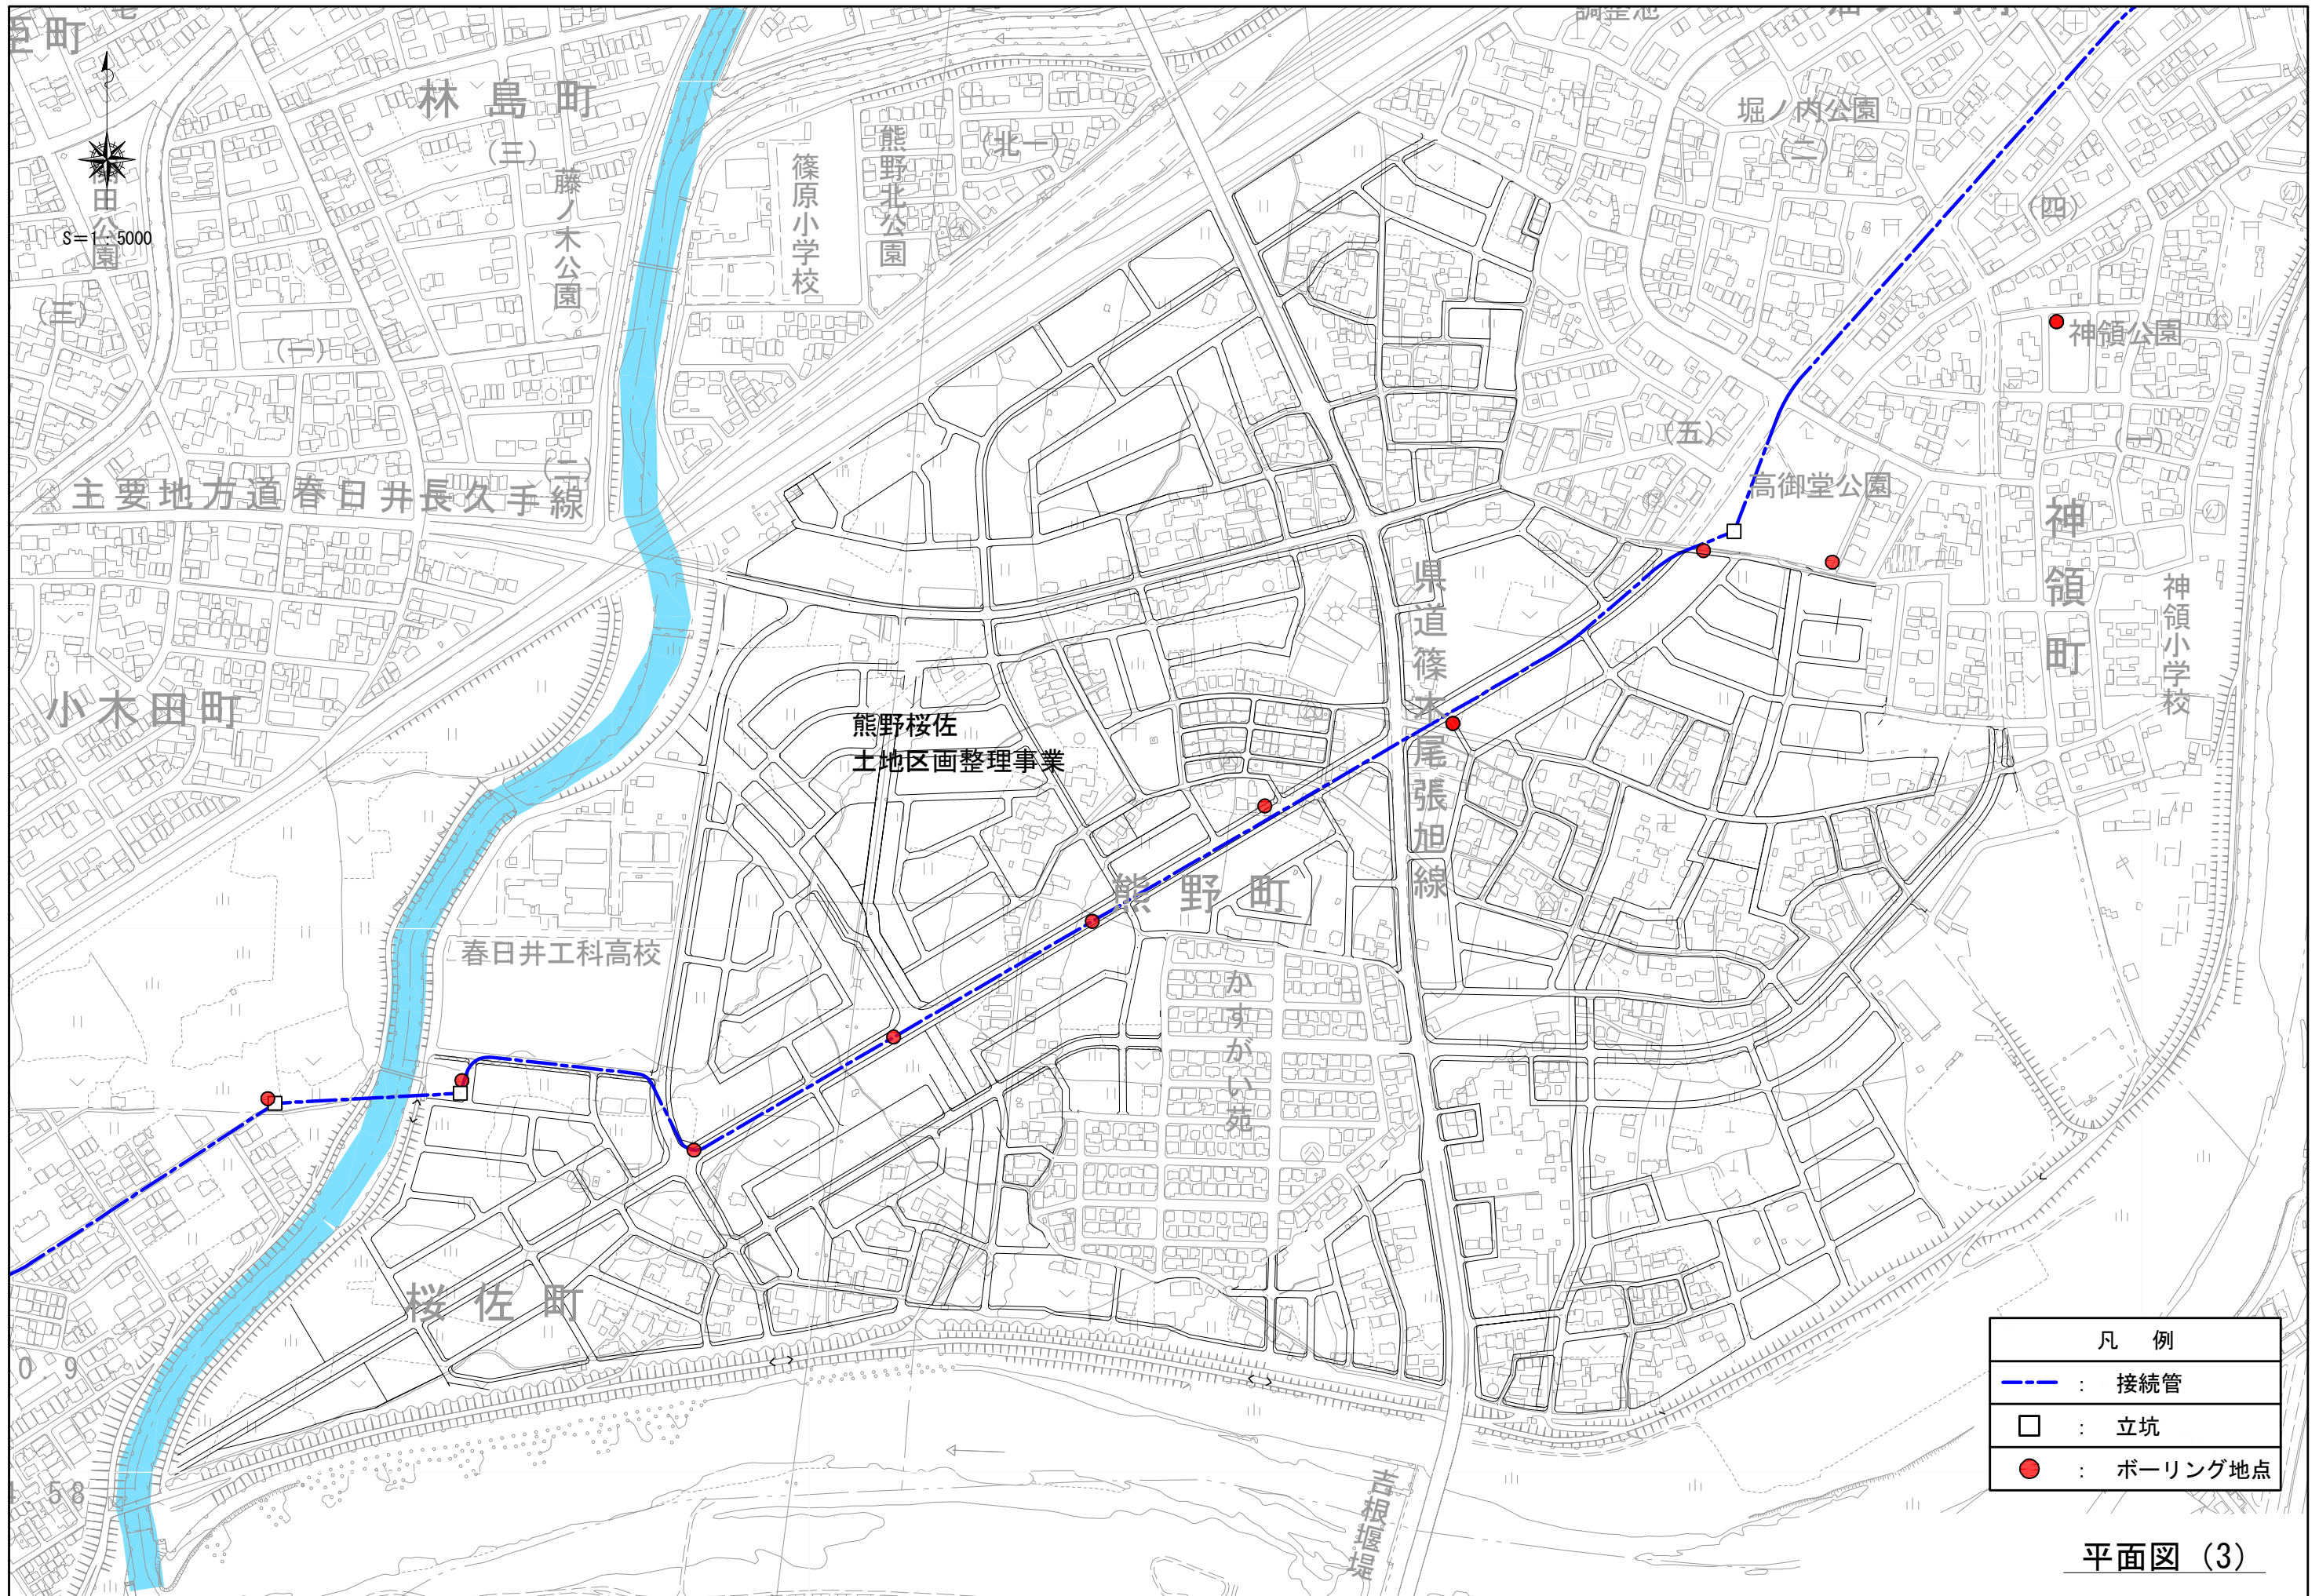 林島町
(三)
藤ノ木公園
篠原小学校
熊野北公園
(北一)
調整池
堀ノ内公園
(二)
(四)
S=1:5000
(三)
(一)
神領公園
(一)
(五)
(二)
主要地方道春日井長久手線
高御堂公園
神領町
神領小学校
県道篠木尾張旭線
小木田町
熊野桜佐
土地区画整理事業
熊野町
春日井工科高校
かすがい苑
桜佐町
吉根堰堤
凡例
: 接続管
: 立坑
: ボーリング地点
平面図(3)